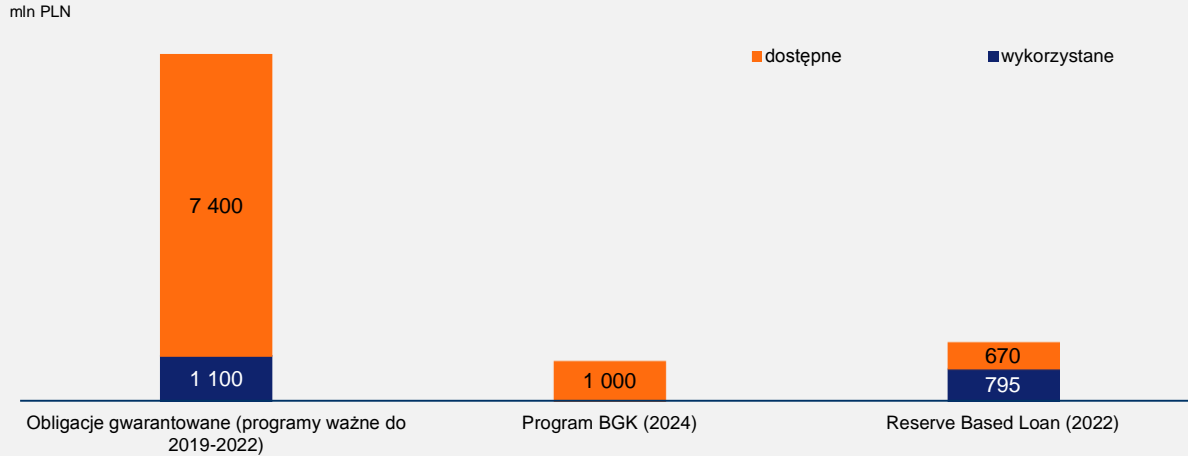 mln PLN
dostępne
wykorzystane
7 400
1 100
1 000
670
795
Obligacje gwarantowane (programy ważne do
2019-2022)
Program BGK (2024)
Reserve Based Loan (2022)